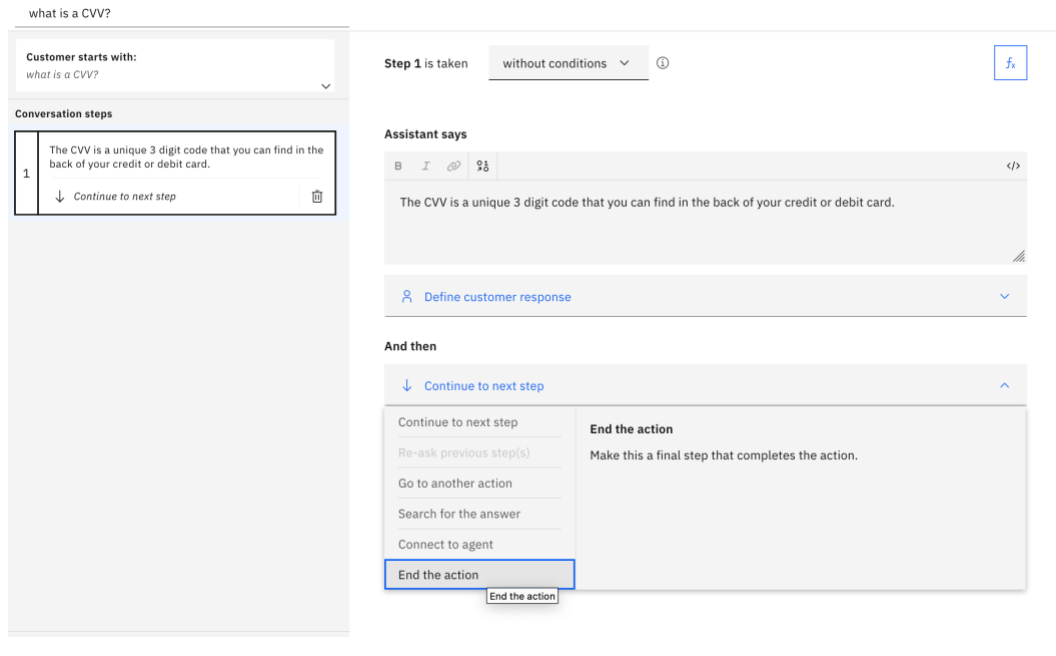 what is a CVV?
Customer starts with:
what is a CVV?
Conversation steps
1
The CVV is a unique 3 digit code that you can find in the
back of your credit or debit card.
Continue to next step
Step 1 is taken
without conditions
fx
Assistant says
B I
The CVV is a unique 3 digit code that you can find in the back of your credit or debit card.
Define customer response
And then
Continue to next step
Continue to next step
Re-ask previous step(s)
Go to another action
Search for the answer
Connect to agent
End the action
End the action
End the action
Make this a final step that completes the action.